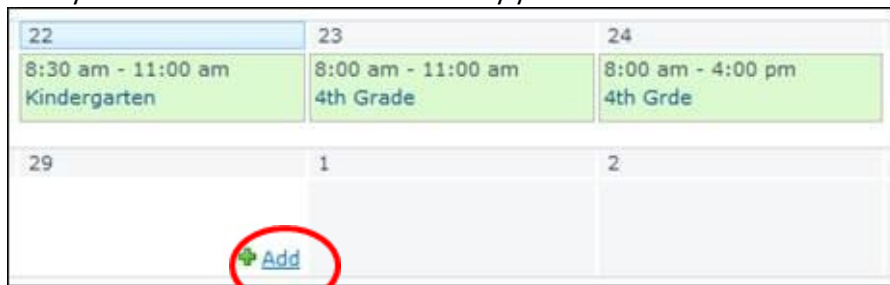 22 23 24
8:30 am - 11:00 am 8:00 am - 11:00 am 8:00 am - 4:00 pm
Kindergarten 4th Grade 4th Grde
29 1 2
Add